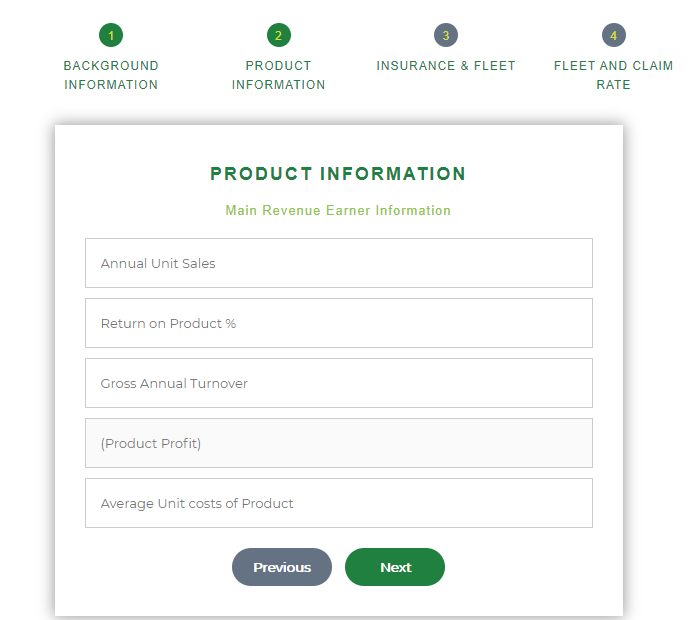 1
2
3
4
BACKGROUND INFORMATION
PRODUCT INFORMATION
INSURANCE & FLEET
FLEET AND CLAIM RATE
PRODUCT INFORMATION
Main Revenue Earner Information
Annual Unit Sales
Return on Product %
Gross Annual Turnover
(Product Profit)
Average Unit costs of Product
Previous
Next